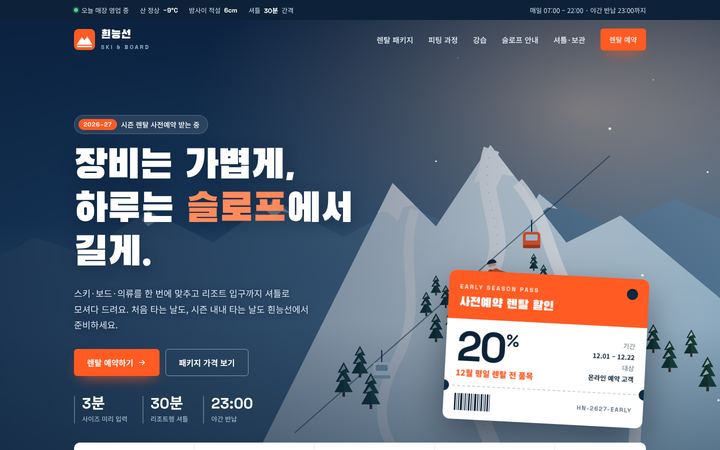 오늘 매장 영업 중 산 정상 -9°C 밤사이 적설 6cm 셔틀 30분 간격
매일 07:00 – 22:00 · 야간 반납 23:00까지
흰능선
SKI & BOARD
렌탈 패키지 피팅 과정 강습 슬로프 안내 셔틀·보관 렌탈 예약
2026–27 시즌 렌탈 사전예약 받는 중
장비는 가볍게,
하루는 슬로프에서
길게.
스키·보드·의류를 한 번에 맞추고 리조트 입구까지 셔틀로
모셔다 드려요. 처음 타는 날도, 시즌 내내 타는 날도 흰능선에서
준비하세요.
렌탈 예약하기 → 패키지 가격 보기
3분
사이즈 미리 입력
30분
리조트행 셔틀
23:00
야간 반납
EARLY SEASON PASS
사전예약 렌탈 할인
20%
12월 평일 렌탈 전 품목
기간
12.01 – 12.22
대상
온라인 예약 고객
HN-2627-EARLY